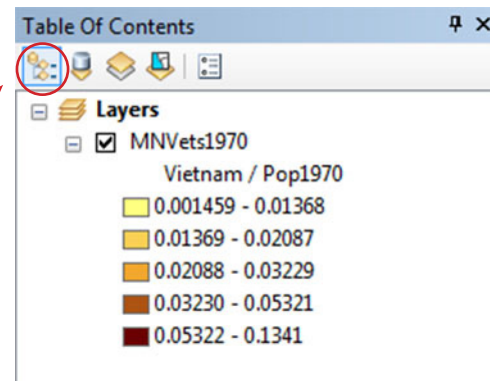 Table Of Contents
Layers
MNVets1970
Vietnam / Pop1970
0.001459 - 0.01368
0.01369 - 0.02087
0.02088 - 0.03229
0.03230 - 0.05321
0.05322 - 0.1341